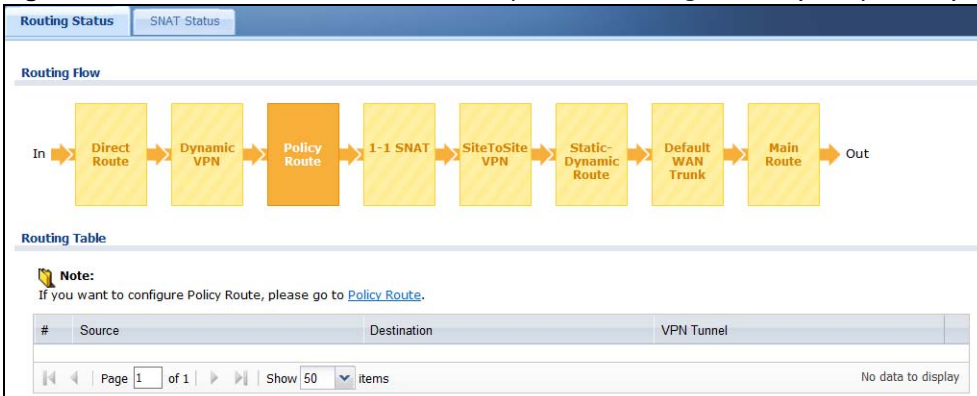 Routing Status SNAT Status
Routing Flow
In Direct Route Dynamic VPN Policy Route 1-1 SNAT SiteToSite VPN Static-Dynamic Route Default WAN Trunk Main Route Out
Routing Table
Note:
If you want to configure Policy Route, please go to Policy Route.
# Source Destination VPN Tunnel
Page 1 of 1 Show 50 items No data to display